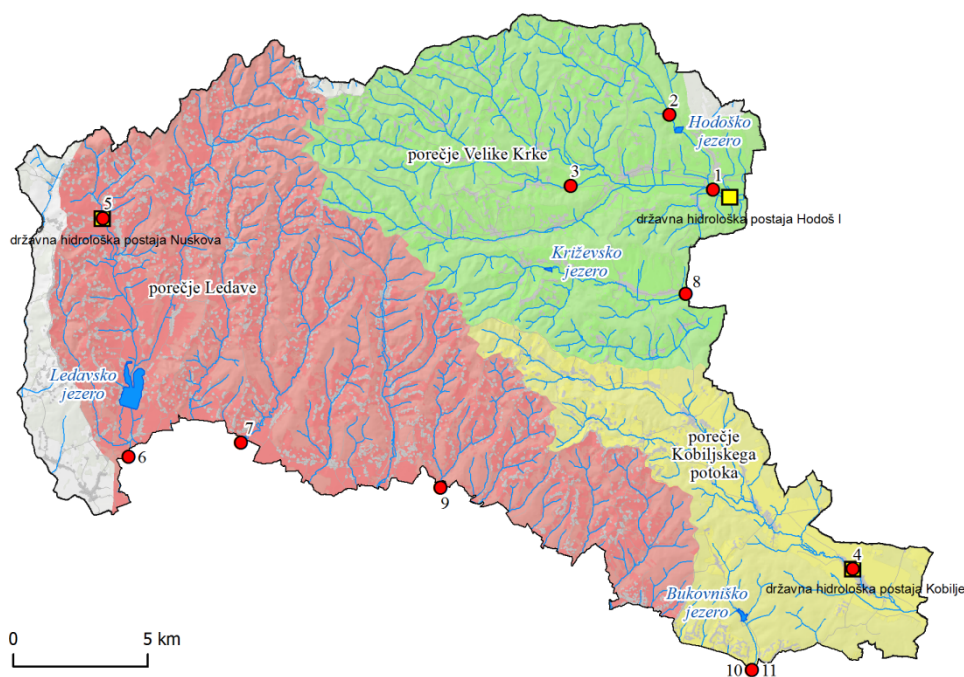 2
Hodoško
jezero
porečje Velike Krke
3
1
državna hidrološka postaja Hodoš I
5
državna hidrološka postaja Nuskova
Križevsko
jezero
porečje Ledave
8
Ledavsko
jezero
7
6
porečje
Kobiljskega
potoka
9
4
državna hidrološka postaja Kobilje
Bukovniško
jezero
0
5 km
10
11